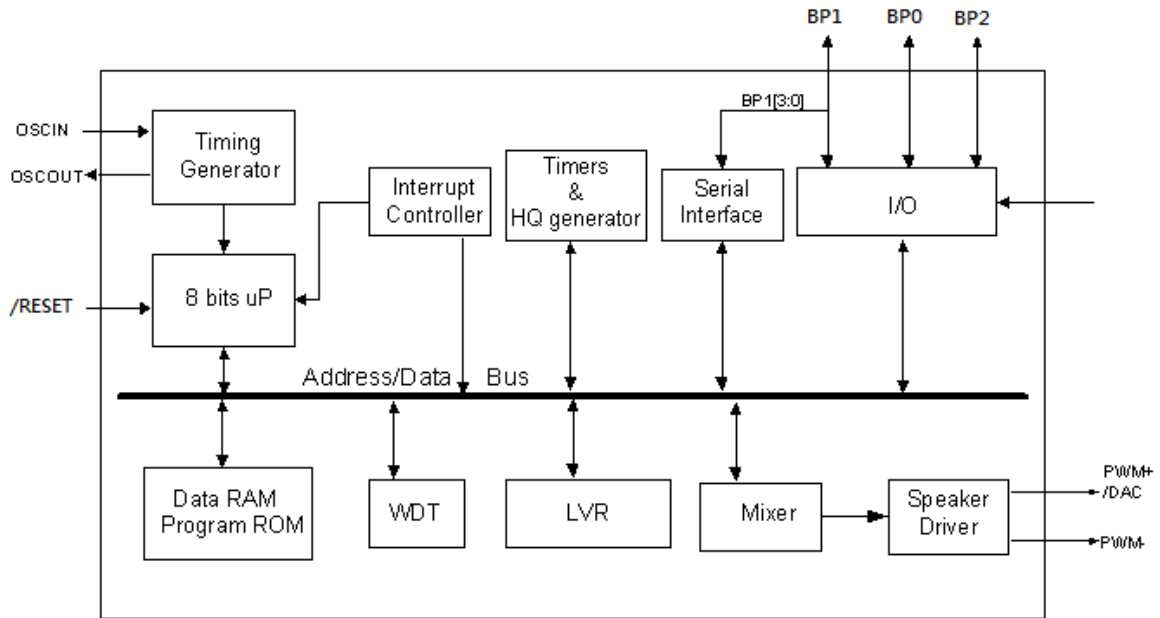 BP1 BP0 BP2
BP1[3:0]
OSCIN
OSCOUT
Timing
Generator
Interrupt
Controller
Timers
&
HQ generator
Serial
Interface
I/O
/RESET
8 bits uP
Address/Data Bus
Data RAM
Program ROM
WDT
LVR
Mixer
Speaker
Driver
PWM+
/DAC
PWM-